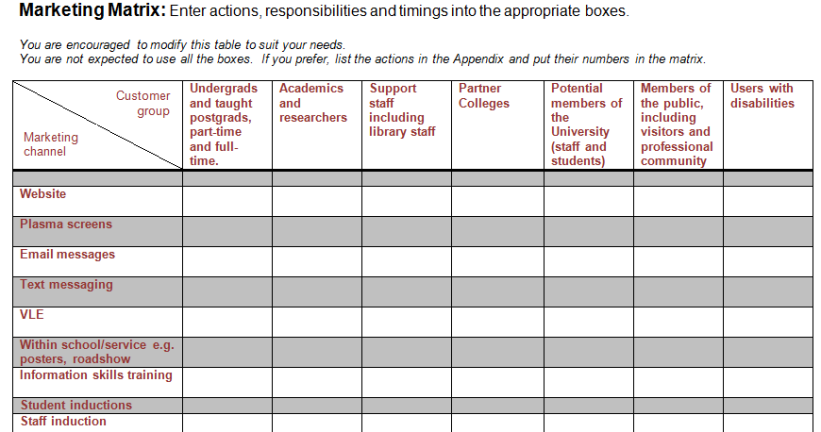 Marketing Matrix: Enter actions, responsibilities and timings into the appropriate boxes.
You are encouraged to modify this table to suit your needs.
You are not expected to use all the boxes. If you prefer, list the actions in the Appendix and put their numbers in the matrix.
Customer
group
Marketing
channel
Undergrads
and taught
postgrads,
part-time
and full-
time.
Academics
and
researchers
Support
staff
including
library staff
Partner
Colleges
Potential
members of
the
University
(staff and
students)
Members of
the public,
including
visitors and
professional
community
Users with
disabilities
Website
Plasma screens
Email messages
Text messaging
VLE
Within school/service e.g.
posters, roadshow
Information skills training
Student inductions
Staff induction